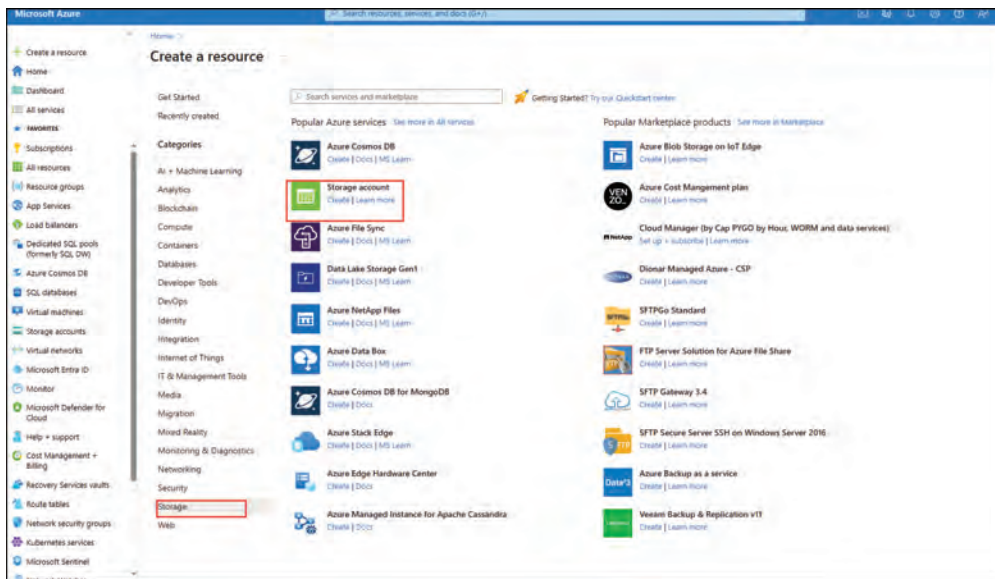 Microsoft Azure
Search resources, services, and docs (G+/)
Create a resource
Home
Dashboard
All services
FAVORITES
Subscriptions
All resources
Resource groups
App Services
Load balancers
Dedicated SQL pools
(formerly SQL DW)
Azure Cosmos DB
SQL databases
Virtual machines
Storage accounts
Virtual networks
Microsoft Entra ID
Monitor
Microsoft Defender for
Cloud
Help + support
Cost Management +
Billing
Recovery Services vaults
Route tables
Network security groups
Kubernetes services
Microsoft Sentinel
Home >
Create a resource
Get Started
Recently created
Categories
AI + Machine Learning
Analytics
Blockchain
Compute
Containers
Databases
Developer Tools
DevOps
Identity
Integration
Internet of Things
IT & Management Tools
Media
Migration
Mixed Reality
Monitoring & Diagnostics
Networking
Security
Storage
Web
Search services and marketplace
Getting Started? Try our Quickstart center
Popular Azure services See more in All services
Azure Cosmos DB
Create | Docs | MS Learn
Storage account
Create | Learn more
Azure File Sync
Create | Docs | MS Learn
Data Lake Storage Gen1
Create | Docs | MS Learn
Azure NetApp Files
Create | Docs | MS Learn
Azure Data Box
Create | Docs | MS Learn
Azure Cosmos DB for MongoDB
Create | Docs
Azure Stack Edge
Create | Docs | MS Learn
Azure Edge Hardware Center
Create | Docs
Azure Managed Instance for Apache Cassandra
Create | Docs
Popular Marketplace products See more in Marketplace
Azure Blob Storage on IoT Edge
Create | Learn more
VEN
ZO_
Azure Cost Mangement plan
Create | Learn more
NetApp
Cloud Manager (by Cap PYGO by Hour, WORM and data services)
Set up + subscribe | Learn more
Dionar Managed Azure - CSP
Create | Learn more
SFTPGo Standard
Create | Learn more
FTP Server Solution for Azure File Share
Create | Learn more
SFTP Gateway 3.4
Create | Learn more
SFTP
SFTP Secure Server SSH on Windows Server 2016
Create | Learn more
Data#3
Azure Backup as a service
Create | Learn more
Veeam Backup & Replication v11
Create | Learn more